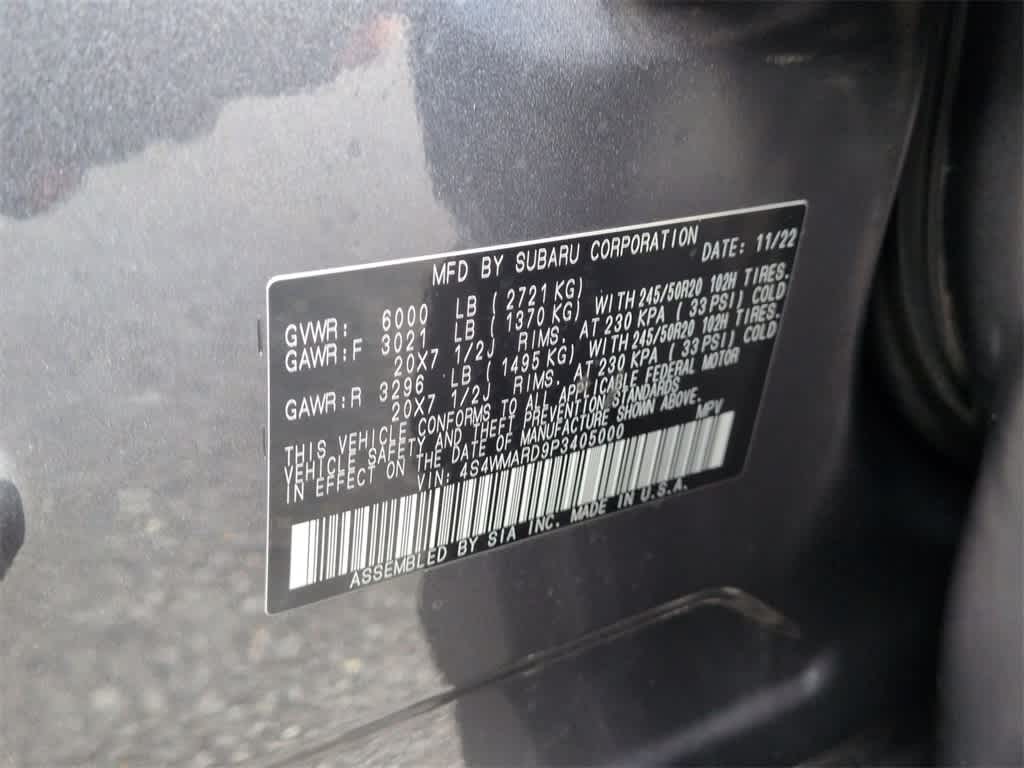 MFD BY SUBARU CORPORATION DATE: 11/22
GVWR: 6000 LB ( 2721 KG)
GAWR:F 3021 LB ( 1370 KG) WITH 245/50R20 102H TIRES.
20X7 1/2J RIMS. AT 230 KPA ( 33 PSI) COLD
GAWR:R 3296 LB ( 1495 KG) WITH 245/50R20 102H TIRES.
20X7 1/2J RIMS. AT 230 KPA ( 33 PSI) COLD
THIS VEHICLE CONFORMS TO ALL APPLICABLE FEDERAL MOTOR
VEHICLE SAFETY AND THEFT PREVENTION STANDARDS
IN EFFECT ON THE DATE OF MANUFACTURE SHOWN ABOVE.
VIN: 4S4WMARD9P3405000 MPV
ASSEMBLED BY SIA INC. MADE IN U.S.A.